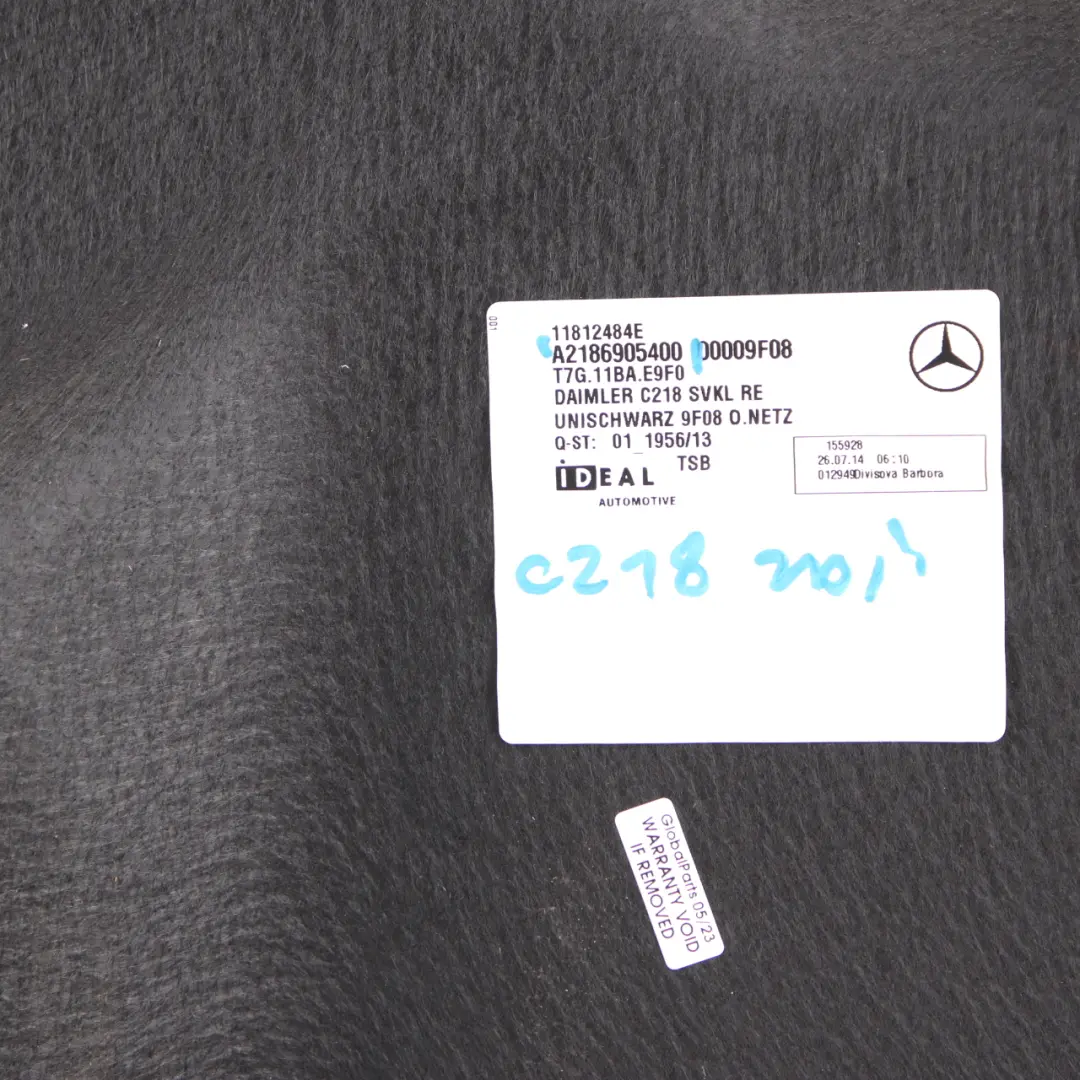 001
11812484E
A2186905400 00009F08
T7G.11BA.E9F0
DAIMLER C218 SVKL RE
UNISCHWARZ 9F08 O.NETZ
Q-ST: 01_1956/13
TSB
iDEAL
AUTOMOTIVE
155928
26.07.14 06:10
012949Divisova Barbora
C218
GlobalParts 05/23
WARRANTY VOID
IF REMOVED